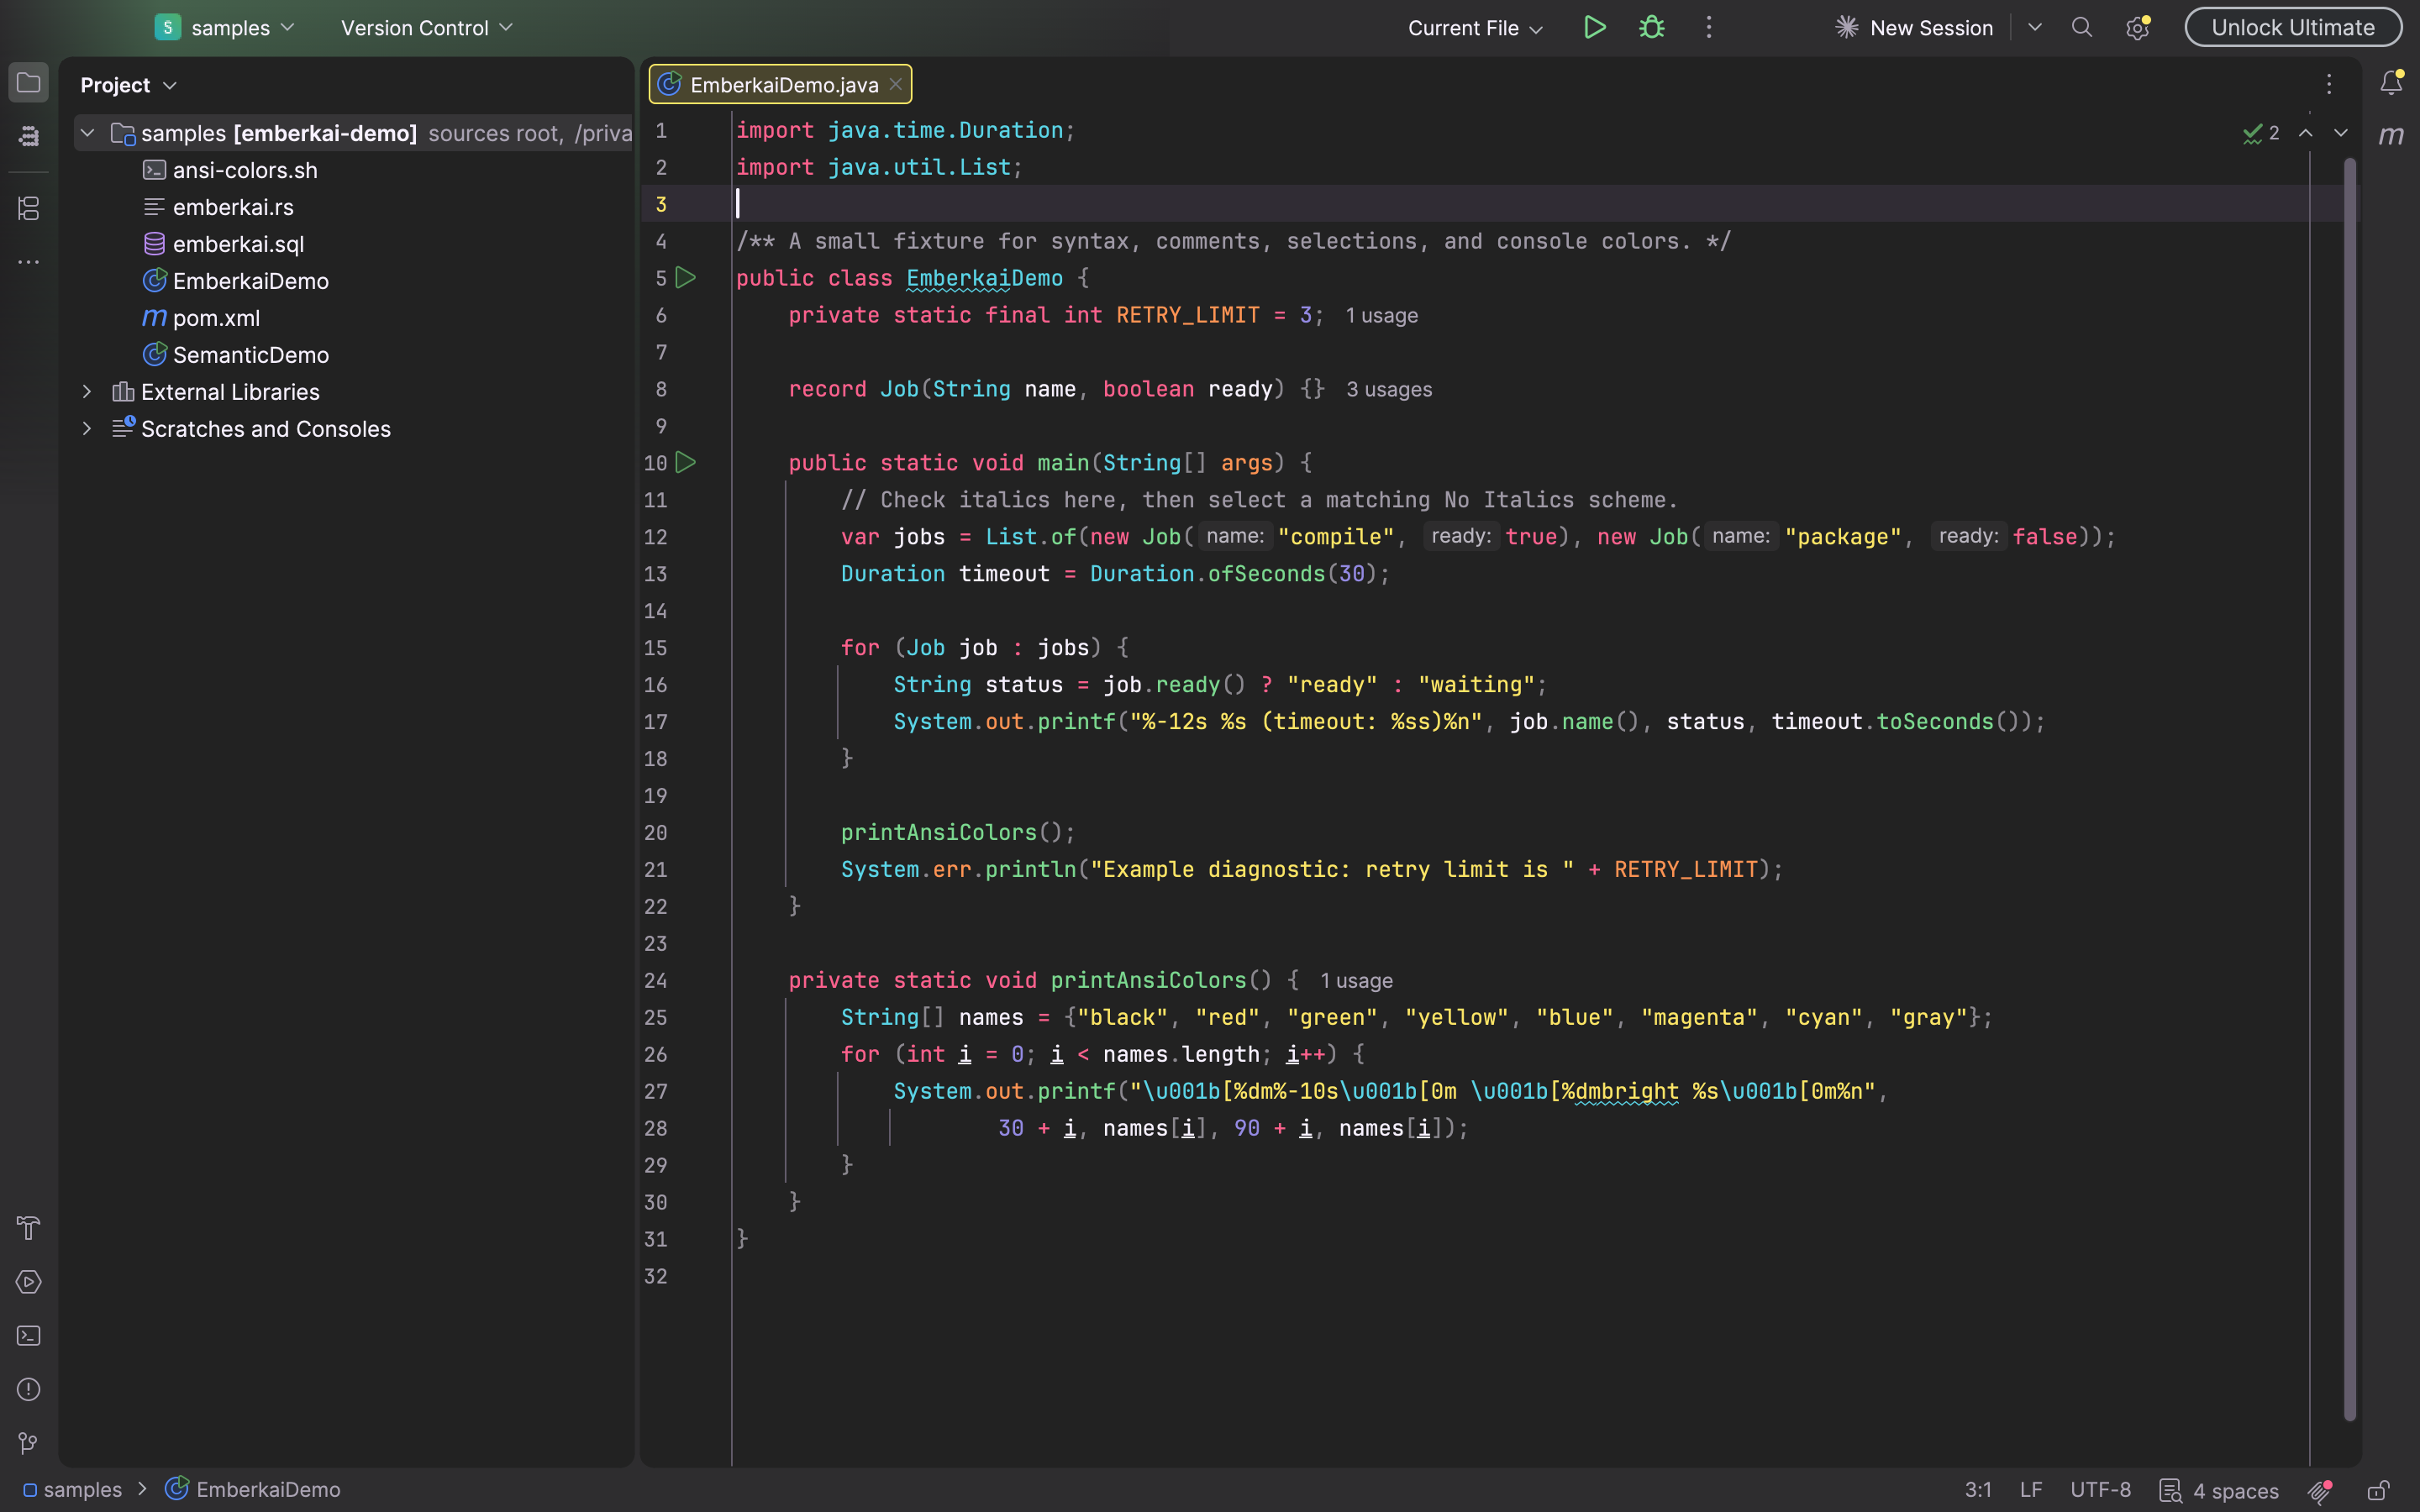 S samples Version Control Current File New Session Unlock Ultimate
Project
samples [emberkai-demo] sources root, /priva
ansi-colors.sh
emberkai.rs
emberkai.sql
EmberkaiDemo
m pom.xml
SemanticDemo
External Libraries
Scratches and Consoles
EmberkaiDemo.java
2
m
1 import java.time.Duration;
2 import java.util.List;
3
4 /** A small fixture for syntax, comments, selections, and console colors. */
5 public class EmberkaiDemo {
6     private static final int RETRY_LIMIT = 3; 1 usage
7
8     record Job(String name, boolean ready) {} 3 usages
9
10     public static void main(String[] args) {
11         // Check italics here, then select a matching No Italics scheme.
12         var jobs = List.of(new Job( name: "compile", ready: true), new Job( name: "package", ready: false));
13         Duration timeout = Duration.ofSeconds(30);
14
15         for (Job job : jobs) {
16             String status = job.ready() ? "ready" : "waiting";
17             System.out.printf("%-12s %s (timeout: %ss)%n", job.name(), status, timeout.toSeconds());
18         }
19
20         printAnsiColors();
21         System.err.println("Example diagnostic: retry limit is " + RETRY_LIMIT);
22     }
23
24     private static void printAnsiColors() { 1 usage
25         String[] names = {"black", "red", "green", "yellow", "blue", "magenta", "cyan", "gray"};
26         for (int i = 0; i < names.length; i++) {
27             System.out.printf("\u001b[%dm%-10s\u001b[0m \u001b[%dmbright %s\u001b[0m%n",
28                     30 + i, names[i], 90 + i, names[i]);
29         }
30     }
31 }
32
samples EmberkaiDemo 3:1 LF UTF-8 4 spaces